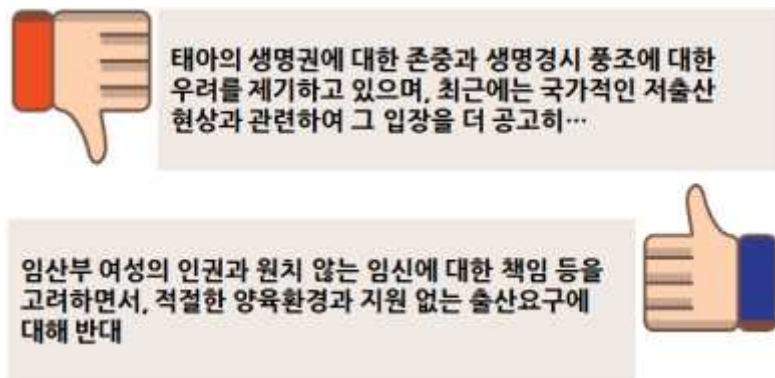 태아의 생명권에 대한 존중과 생명경시 풍조에 대한
우려를 제기하고 있으며, 최근에는 국가적인 저출산
현상과 관련하여 그 입장을 더 공고히…
임산부 여성의 인권과 원치 않는 임신에 대한 책임 등을
고려하면서, 적절한 양육환경과 지원 없는 출산요구에
대해 반대